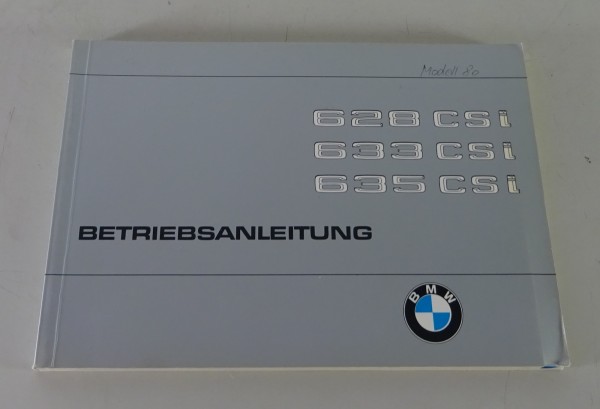 Modell 80
628 CSi
633 CSi
635 CSi
BETRIEBSANLEITUNG
BMW